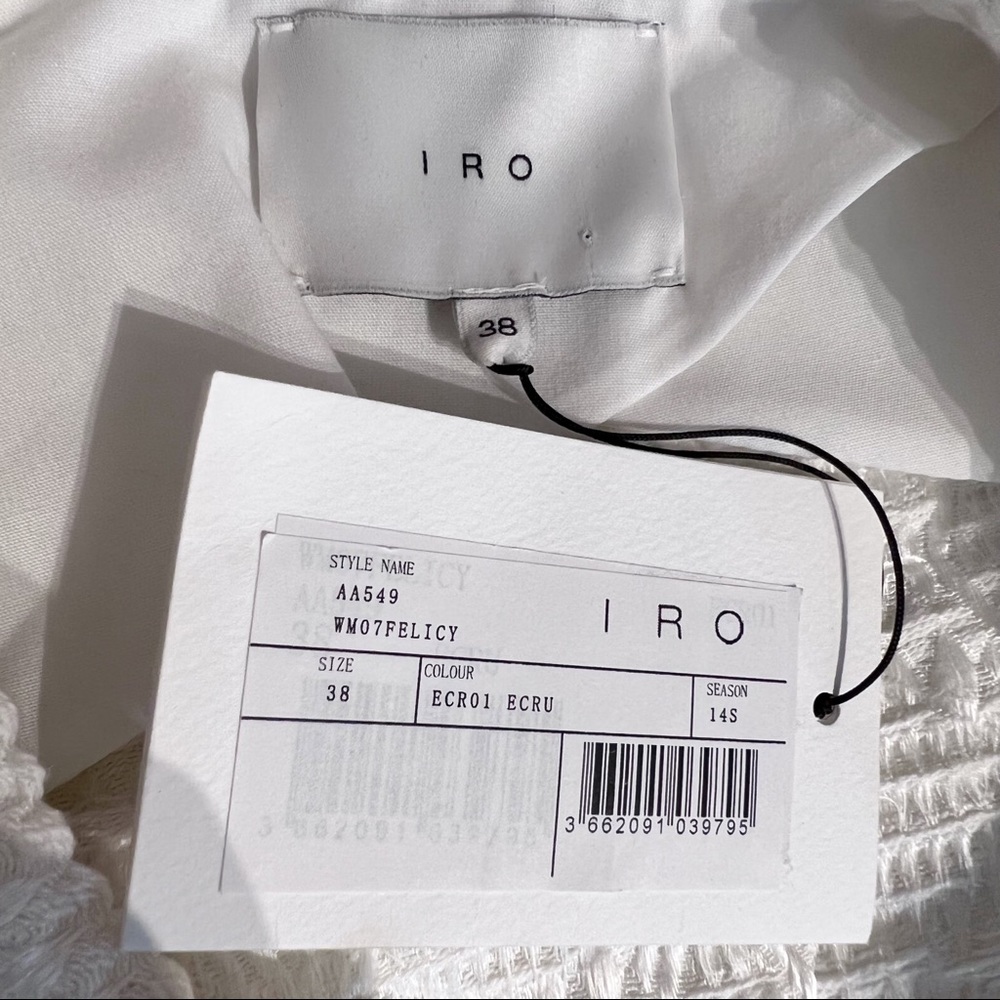 IRO
38
STYLE NAME
AA549
WM07FELICY
IRO
SIZE
38
COLOUR
ECR01 ECRU
SEASON
14S
3 662091 039795